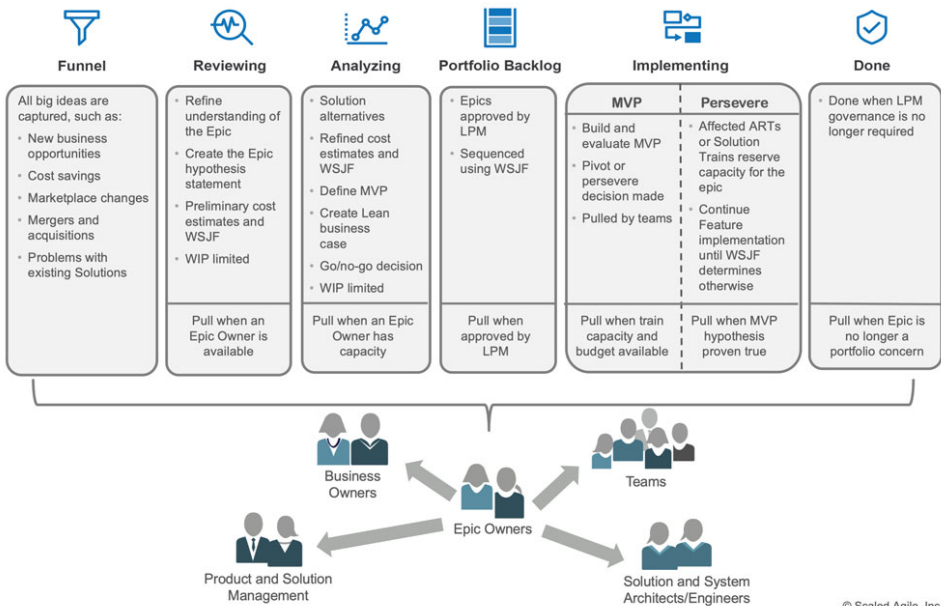 Funnel
Reviewing
Analyzing
Portfolio Backlog
Implementing
Done
All big ideas are
captured, such as:
• New business
opportunities
• Cost savings
• Marketplace changes
• Mergers and
acquisitions
• Problems with
existing Solutions
• Refine
understanding of
the Epic
• Create the Epic
hypothesis
statement
• Preliminary cost
estimates and
WSJF
• WIP limited
Pull when an
Epic Owner is
available
• Solution
alternatives
• Refined cost
estimates and
WSJF
• Define MVP
• Create Lean
business
case
• Go/no-go decision
• WIP limited
Pull when an Epic
Owner has
capacity
• Epics
approved by
LPM
• Sequenced
using WSJF
Pull when
approved by
LPM
MVP
• Build and
evaluate MVP
• Pivot or
persevere
decision made
• Pulled by teams
Pull when train
capacity and
budget available
Persevere
• Affected ARTs
or Solution
Trains reserve
capacity for the
epic
• Continue
Feature
implementation
until WSJF
determines
otherwise
Pull when MVP
hypothesis
proven true
• Done when LPM
governance is no
longer required
Pull when Epic is
no longer a
portfolio concern
Business
Owners
Teams
Epic Owners
Product and Solution
Management
Solution and System
Architects/Engineers
© Scaled Agile, Inc